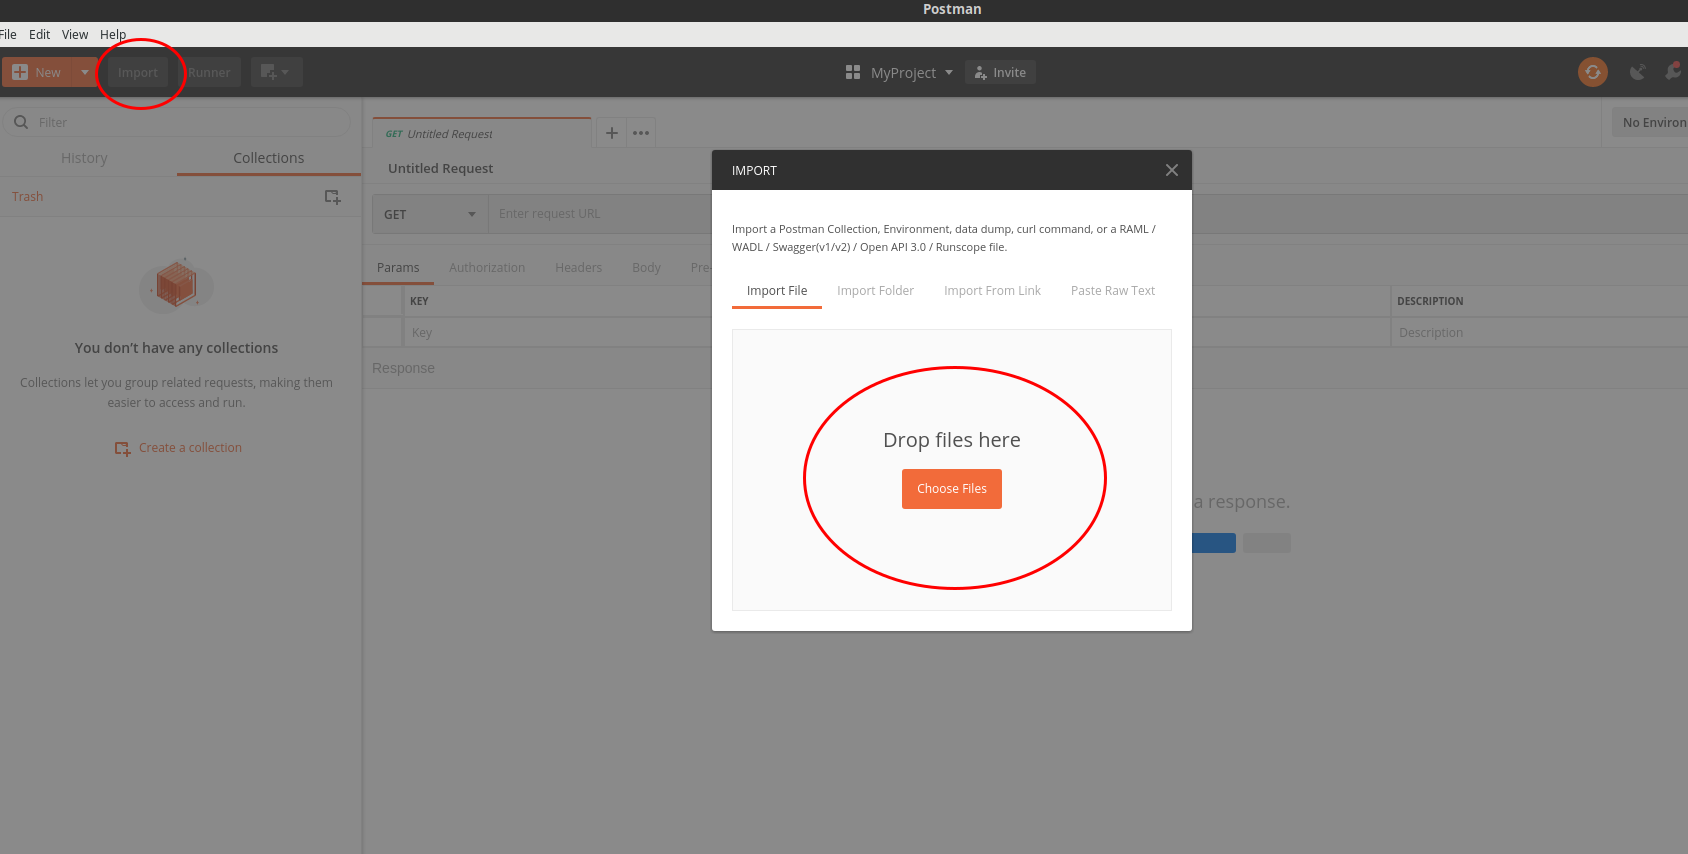 Postman
File Edit View Help
New Import Runner MyProject Invite
Filter
History Collections
Trash
You don't have any collections
Collections let you group related requests, making them
easier to access and run.
Create a collection
GET Untitled Request
No Environ
Untitled Request
GET Enter request URL
Params Authorization Headers Body Pre-
KEY DESCRIPTION
Key Description
Response
a response.
IMPORT
Import a Postman Collection, Environment, data dump, curl command, or a RAML /
WADL / Swagger(v1/v2) / Open API 3.0 / Runscope file.
Import File Import Folder Import From Link Paste Raw Text
Drop files here
Choose Files